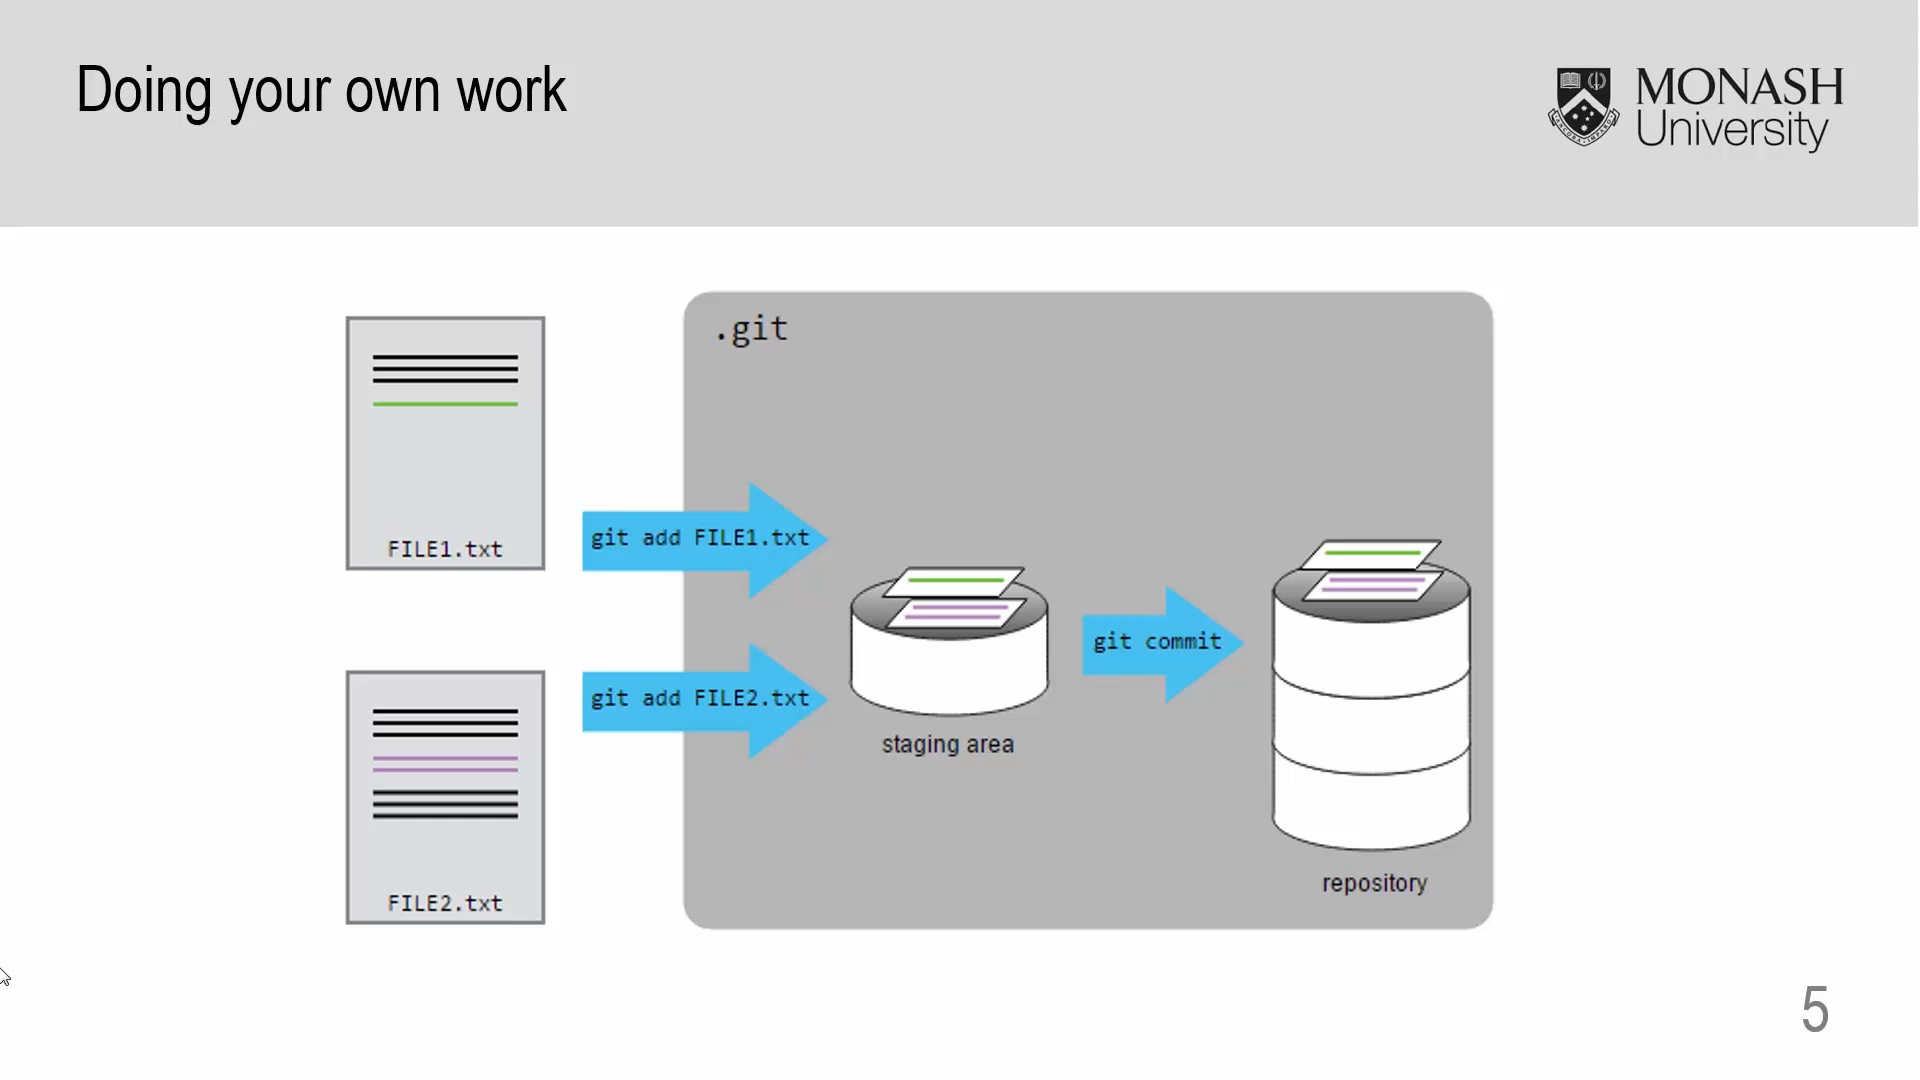 Doing your own work
MONASH
University
.git
FILE1.txt
git add FILE1.txt
git commit
git add FILE2.txt
staging area
FILE2.txt
repository
5